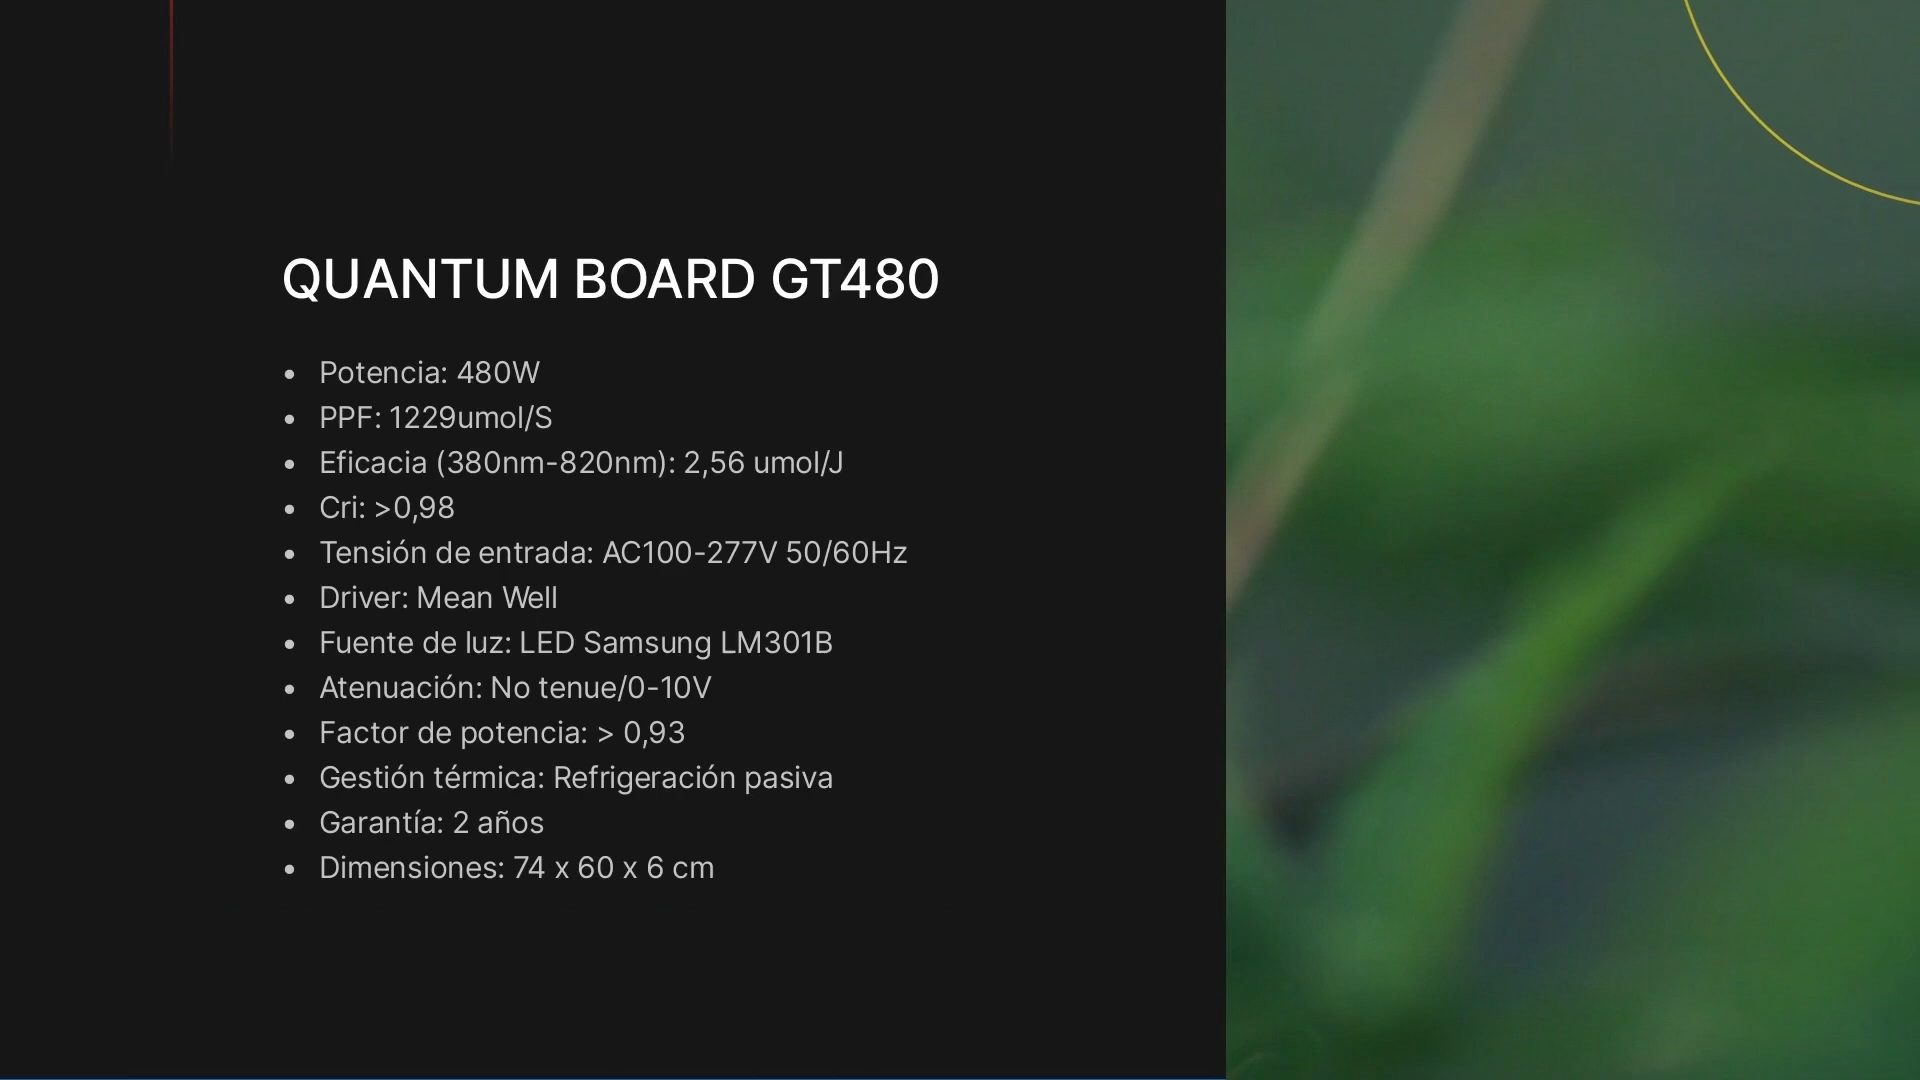 QUANTUM BOARD GT480
• Potencia: 480W
• PPF: 1229umol/S
• Eficacia (380nm-820nm): 2,56 umol/J
• Cri: >0,98
• Tensión de entrada: AC100-277V 50/60Hz
• Driver: Mean Well
• Fuente de luz: LED Samsung LM301B
• Atenuación: No tenue/0-10V
• Factor de potencia: > 0,93
• Gestión térmica: Refrigeración pasiva
• Garantía: 2 años
• Dimensiones: 74 x 60 x 6 cm